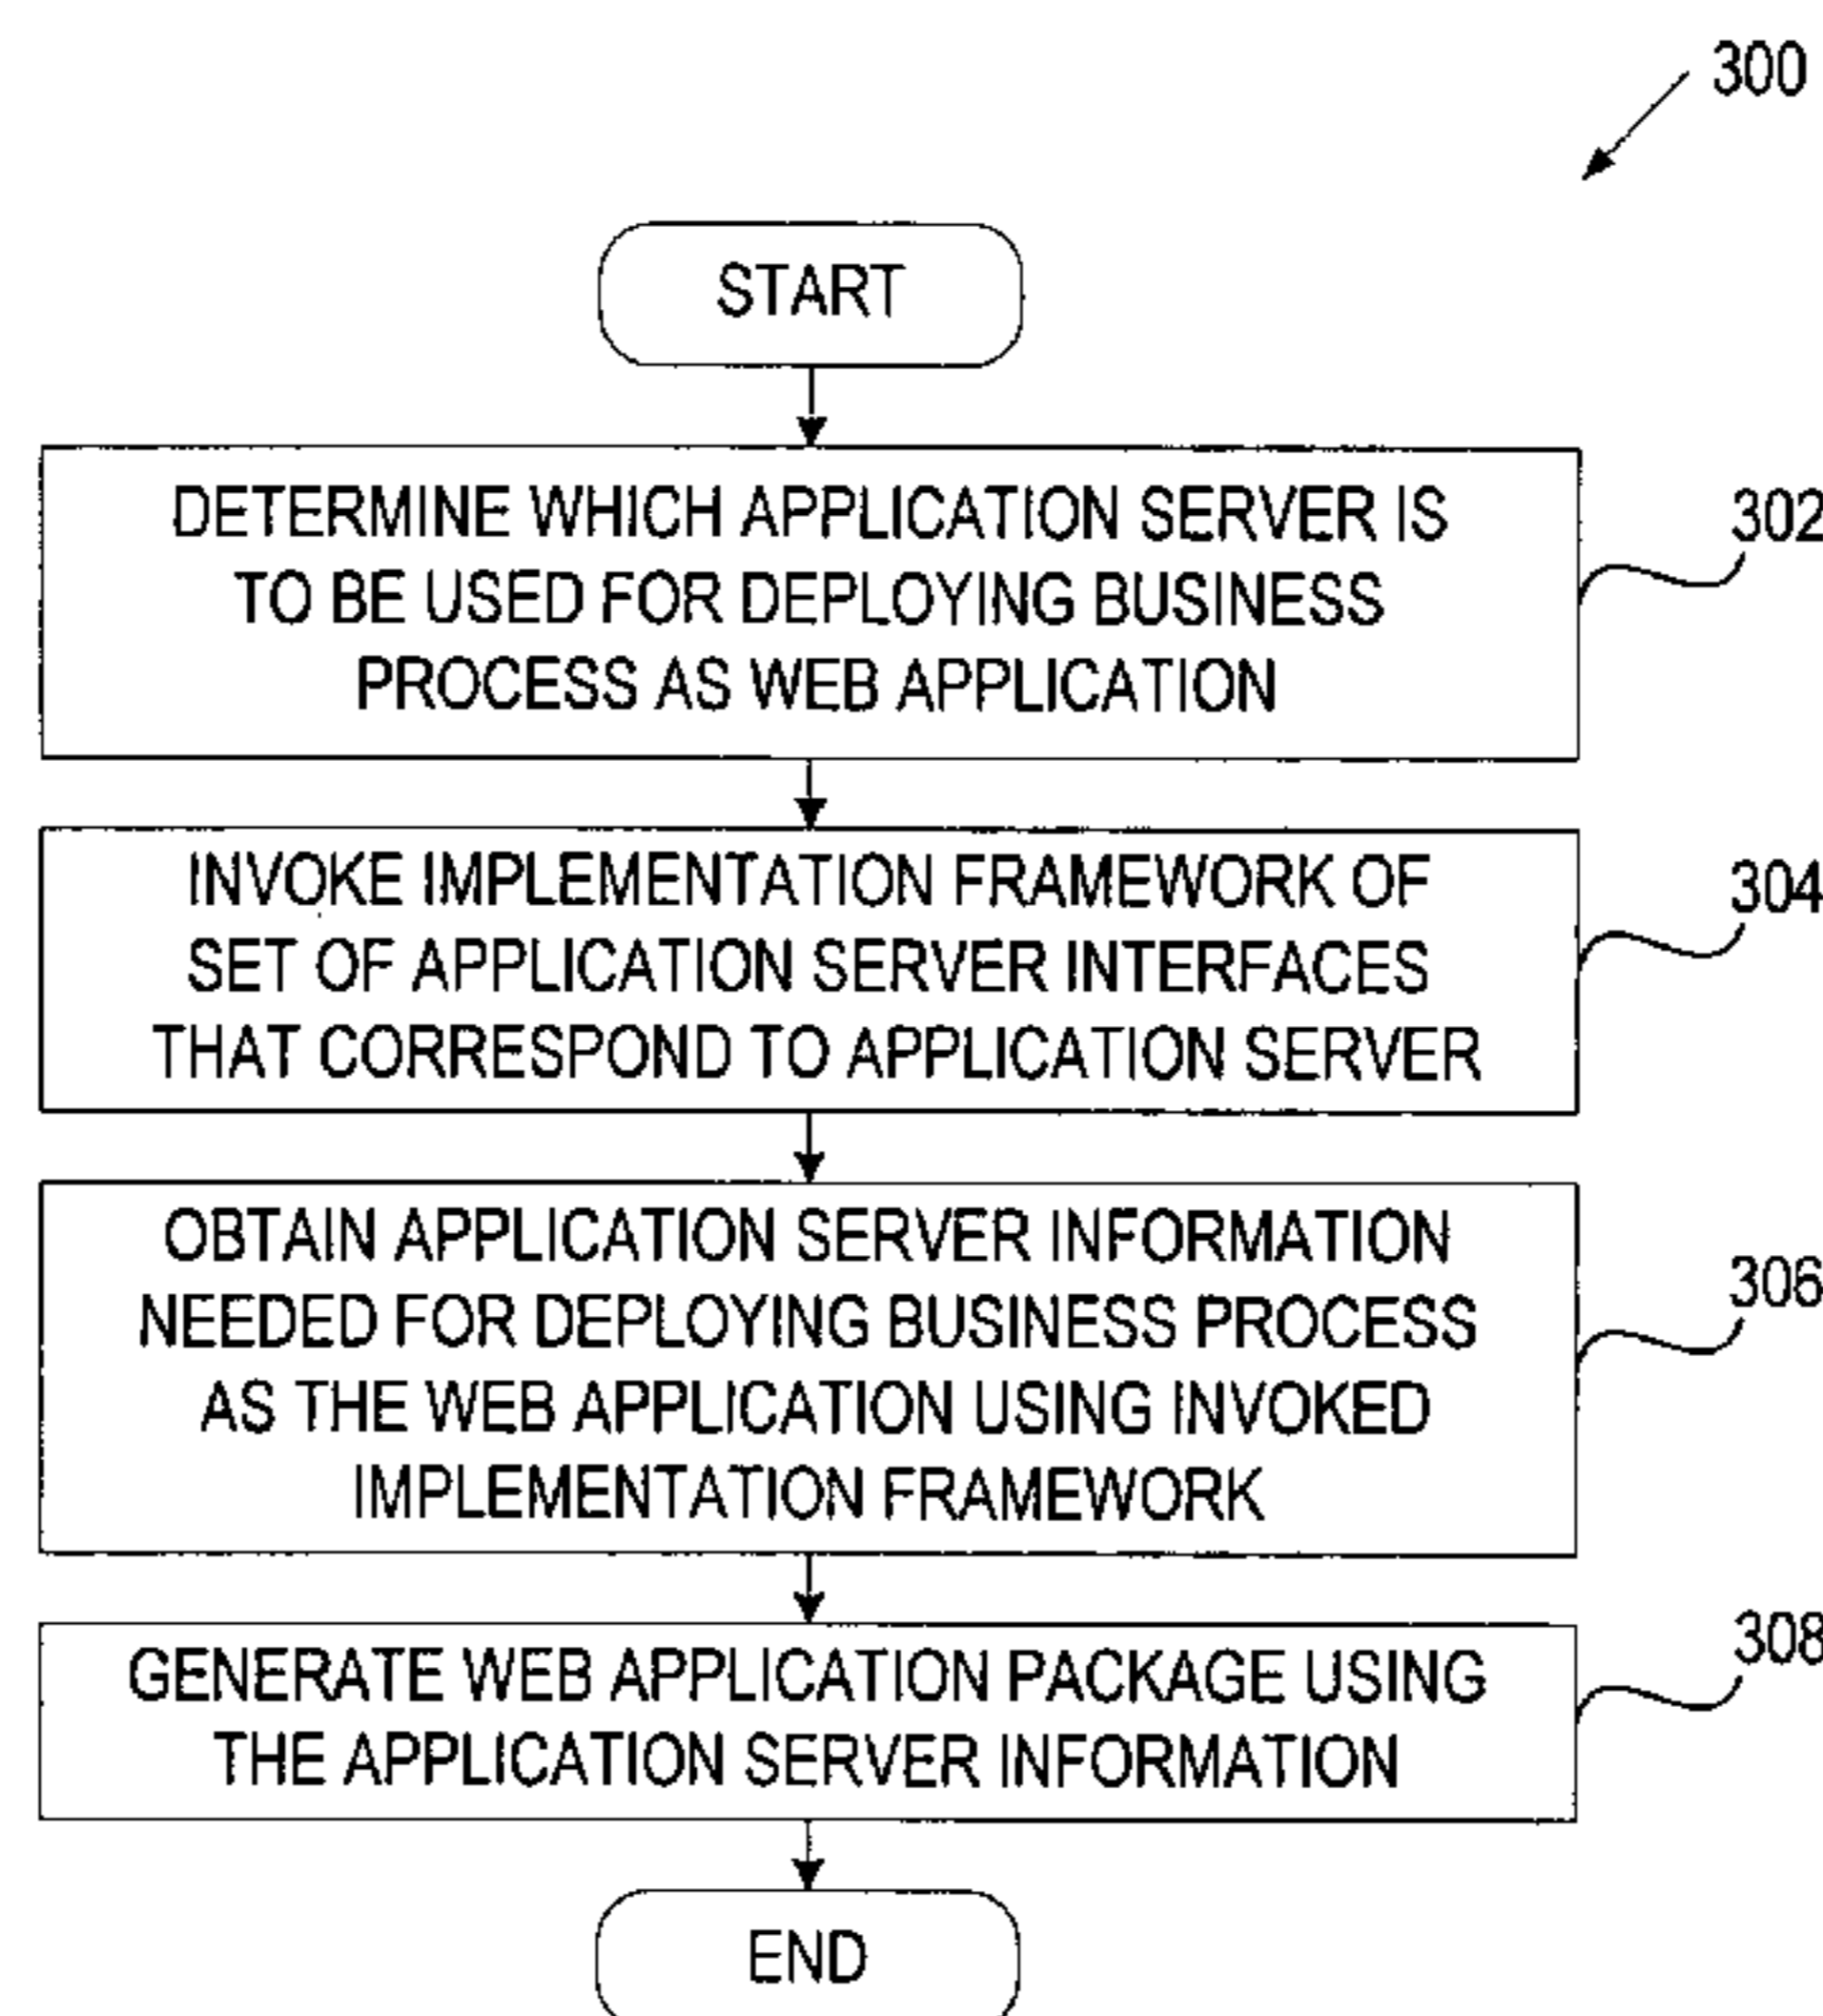 300
START
DETERMINE WHICH APPLICATION SERVER IS
TO BE USED FOR DEPLOYING BUSINESS
PROCESS AS WEB APPLICATION
302
INVOKE IMPLEMENTATION FRAMEWORK OF
SET OF APPLICATION SERVER INTERFACES
THAT CORRESPOND TO APPLICATION SERVER
304
OBTAIN APPLICATION SERVER INFORMATION
NEEDED FOR DEPLOYING BUSINESS PROCESS
AS THE WEB APPLICATION USING INVOKED
IMPLEMENTATION FRAMEWORK
306
GENERATE WEB APPLICATION PACKAGE USING
THE APPLICATION SERVER INFORMATION
308
END